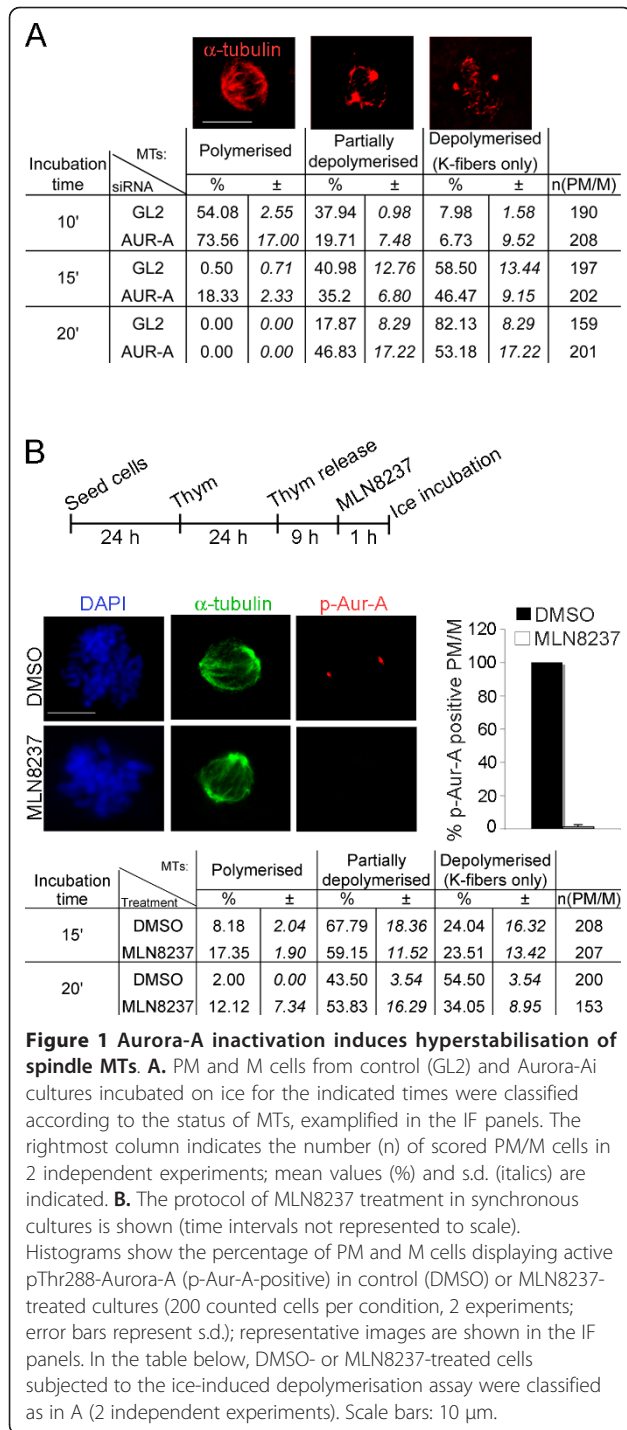 A
α-tubulin
MTs: Polymerised Partially depolymerised Depolymerised (K-fibers only)
Incubation time siRNA % ± % ± % ± n(PM/M)
10' GL2 54.08 2.55 37.94 0.98 7.98 1.58 190
AUR-A 73.56 17.00 19.71 7.48 6.73 9.52 208
15' GL2 0.50 0.71 40.98 12.76 58.50 13.44 197
AUR-A 18.33 2.33 35.2 6.80 46.47 9.15 202
20' GL2 0.00 0.00 17.87 8.29 82.13 8.29 159
AUR-A 0.00 0.00 46.83 17.22 53.18 17.22 201
B
Seed cells Thym Thym release MLN8237 Ice incubation
24 h 24 h 9 h 1 h
DAPI α-tubulin p-Aur-A
DMSO
MLN8237
DMSO
MLN8237
% p-Aur-A positive PM/M
120
100
80
60
40
20
0
MTs: Polymerised Partially depolymerised Depolymerised (K-fibers only)
Incubation time Treatment % ± % ± % ± n(PM/M)
15' DMSO 8.18 2.04 67.79 18.36 24.04 16.32 208
MLN8237 17.35 1.90 59.15 11.52 23.51 13.42 207
20' DMSO 2.00 0.00 43.50 3.54 54.50 3.54 200
MLN8237 12.12 7.34 53.83 16.29 34.05 8.95 153
Figure 1 Aurora-A inactivation induces hyperstabilisation of
spindle MTs. A. PM and M cells from control (GL2) and Aurora-Ai
cultures incubated on ice for the indicated times were classified
according to the status of MTs, examplified in the IF panels. The
rightmost column indicates the number (n) of scored PM/M cells in
2 independent experiments; mean values (%) and s.d. (italics) are
indicated. B. The protocol of MLN8237 treatment in synchronous
cultures is shown (time intervals not represented to scale).
Histograms show the percentage of PM and M cells displaying active
pThr288-Aurora-A (p-Aur-A-positive) in control (DMSO) or MLN8237-
treated cultures (200 counted cells per condition, 2 experiments;
error bars represent s.d.); representative images are shown in the IF
panels. In the table below, DMSO- or MLN8237-treated cells
subjected to the ice-induced depolymerisation assay were classified
as in A (2 independent experiments). Scale bars: 10 μm.